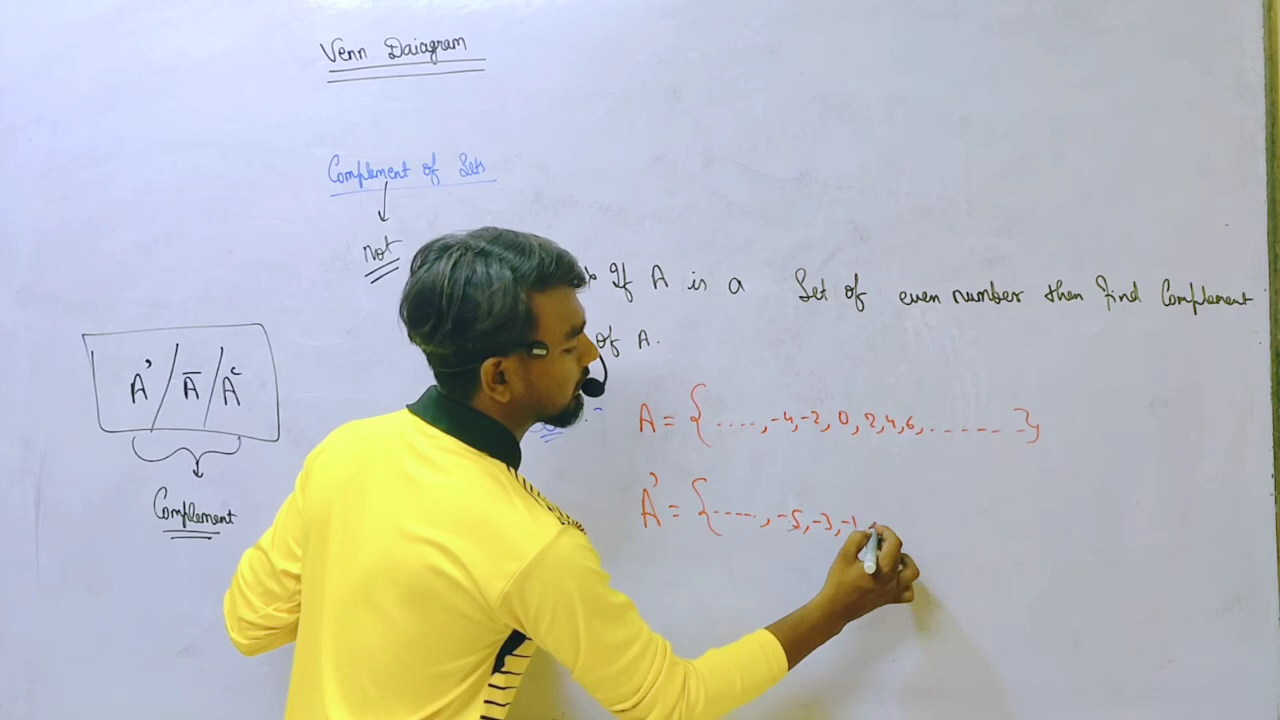 Venn Daiagram
Complement of Sets
not
If A is a Set of even number then find Complement
of A.
A' / Ā / Aᶜ
Complement
A = { ....., -4, -2, 0, 2, 4, 6, ....... }
A' = { ......, -5, -3, -1